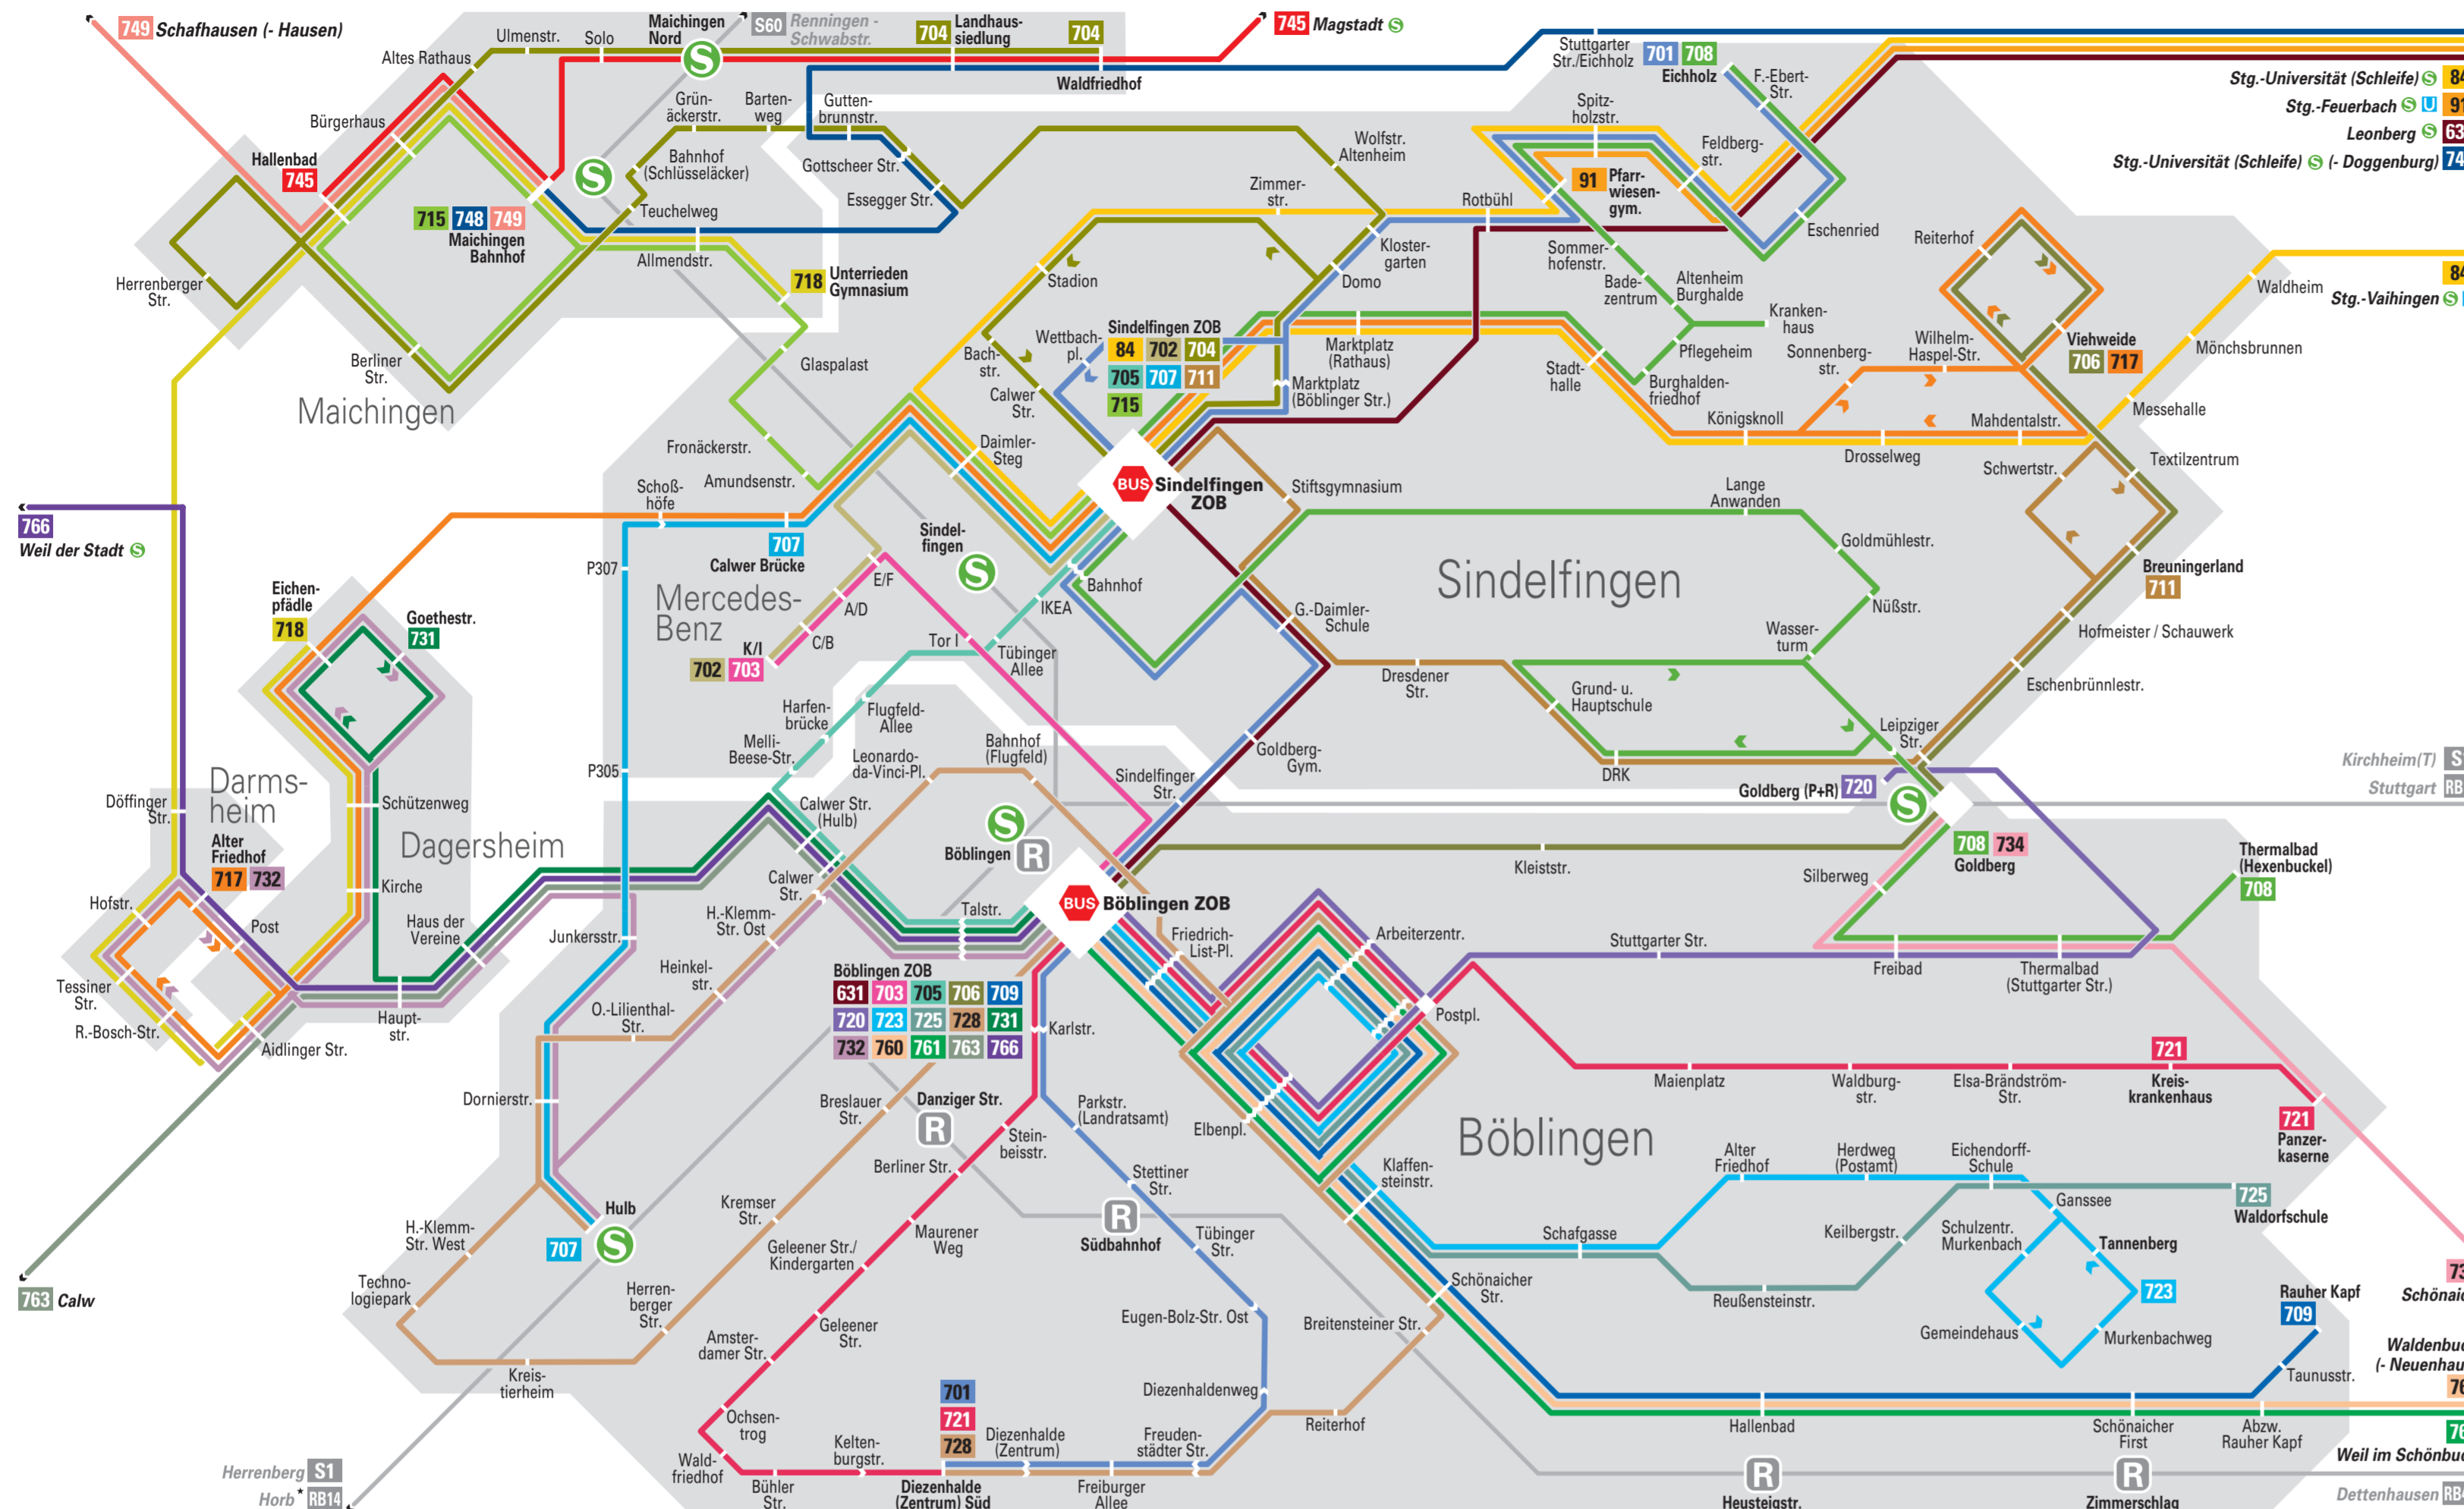 749 Schafhausen (- Hausen)
Altes Rathaus
Ulmenstr.
Solo
Maichingen
Nord
S
S60 Renningen -
Schwabstr.
704 Landhaus-
siedlung
704
Waldfriedhof
745 Magstadt S
Stuttgarter
Str./Eichholz
701 708
Eichholz
F.-Ebert-
Str.
Stg.-Universität (Schleife) S
Stg.-Feuerbach S U 91
Leonberg S
Stg.-Universität (Schleife) S (- Doggenburg)
Bürgerhaus
Hallenbad
745
Herrenberger
Str.
Berliner
Str.
Maichingen
715 748 749
Maichingen
Bahnhof
S
Grün-
äckerstr.
Barten-
weg
Gutten-
brunnstr.
Bahnhof
(Schlüsseläcker)
Teuchelweg
Allmendstr.
Gottscheer Str.
Essegger Str.
718 Unterrieden
Gymnasium
Glaspalast
Fronäckerstr.
Amundsenstr.
Zimmer-
str.
Wolfstr.
Altenheim
Kloster-
garten
Domo
Stadion
Bach-
str.
Calwer
Str.
Wettbach-
pl.
Sindelfingen ZOB
84 702 704
705 707 711
715
Marktplatz
(Rathaus)
Marktplatz
(Böblinger Str.)
Rotbühl
Spitz-
holzstr.
Feldberg-
str.
91 Pfarr-
wiesen-
gym.
Eschenried
Sommer-
hofenstr.
Bade-
zentrum
Altenheim
Burghalde
Kranken-
haus
Pflegeheim
Burghalden-
friedhof
Stadt-
halle
Sonnenberg-
str.
Wilhelm-
Haspel-Str.
Königsknoll
Drosselweg
Mahdentalstr.
Reiterhof
Viehweide
706 717
Waldheim
Stg.-Vaihingen S
Mönchsbrunnen
Messehalle
Textilzentrum
Schwertstr.
Breuningerland
711
Hofmeister / Schauwerk
Eschenbrünnlestr.
766
Weil der Stadt S
Schoß-
höfe
707
Calwer Brücke
Daimler-
Steg
BUS Sindelfingen
ZOB
Stiftsgymnasium
Lange
Anwanden
Goldmühlestr.
Nüßstr.
Wasser-
turm
Sindelfingen
P307
P305
Mercedes-
Benz
K/I
702 703
C/B
A/D
E/F
Sindel-
fingen
S
Bahnhof
IKEA
Tor I
Tübinger
Allee
Flugfeld-
Allee
Harfen-
brücke
Melli-
Beese-Str.
G.-Daimler-
Schule
Dresdener
Str.
Grund- u.
Hauptschule
DRK
Leipziger
Str.
Goldberg-
Gym.
Sindelfinger
Str.
Goldberg (P+R) 720
S
708 734
Goldberg
Kirchheim(T) S
Stuttgart RB
Eichen-
pfädle
718
Goethestr.
731
Darms-
heim
Dagersheim
Döffinger
Str.
Alter
Friedhof
717 732
Schützenweg
Kirche
Haus der
Vereine
Hofstr.
Post
Tessiner
Str.
R.-Bosch-Str.
Aidlinger Str.
Haupt-
str.
763 Calw
Leonardo-
da-Vinci-Pl.
Bahnhof
(Flugfeld)
Calwer Str.
(Hulb)
S
Böblingen R
Calwer
Str.
Talstr.
BUS Böblingen ZOB
Böblingen ZOB
631 703 705 706 709
720 723 725 728 731
732 760 761 763 766
H.-Klemm-
Str. Ost
Heinkel-
str.
O.-Lilienthal-
Str.
Junkersstr.
Dornierstr.
Hulb
707 S
H.-Klemm-
Str. West
Techno-
logiepark
Kreis-
tierheim
Herren-
berger
Str.
Kremser
Str.
Breslauer
Str.
Danziger Str.
R
Friedrich-
List-Pl.
Arbeiterzentr.
Postpl.
Elbenpl.
Karlstr.
Parkstr.
(Landratsamt)
Stein-
beisstr.
Berliner Str.
Maurener
Weg
Geleener Str./
Kindergarten
Geleener
Str.
Amster-
damer Str.
Ochsen-
trog
Wald-
friedhof
Bühler
Str.
Kelten-
burgstr.
701
721
728
Diezenhalde
(Zentrum) Süd
Diezenhalde
(Zentrum)
Freiburger
Allee
Freuden-
städter Str.
Diezenhaldenweg
Eugen-Bolz-Str. Ost
Tübinger
Str.
Stettiner
Str.
R
Südbahnhof
Reiterhof
Breitensteiner Str.
Schönaicher
Str.
Klaffen-
steinstr.
Böblingen
Kleiststr.
Silberweg
Freibad
Thermalbad
(Stuttgarter Str.)
Thermalbad
(Hexenbuckel)
708
Stuttgarter Str.
Maienplatz
Waldburg-
str.
Elsa-Brändström-
Str.
721
Kreis-
krankenhaus
721
Panzer-
kaserne
Schafgasse
Alter
Friedhof
Herdweg
(Postamt)
Eichendorff-
Schule
Ganssee
725
Waldorfschule
Keilbergstr.
Reußensteinstr.
Schulzentr.
Murkenbach
Tannenberg
723
Gemeindehaus
Murkenbachweg
Rauher Kapf
709
Taunusstr.
Hallenbad
Schönaicher
First
Abzw.
Rauher Kapf
R
Heusteigstr.
R
Zimmerschlag
Weil im Schönbuc
Dettenhausen RB
Herrenberg S1
Horb * RB14